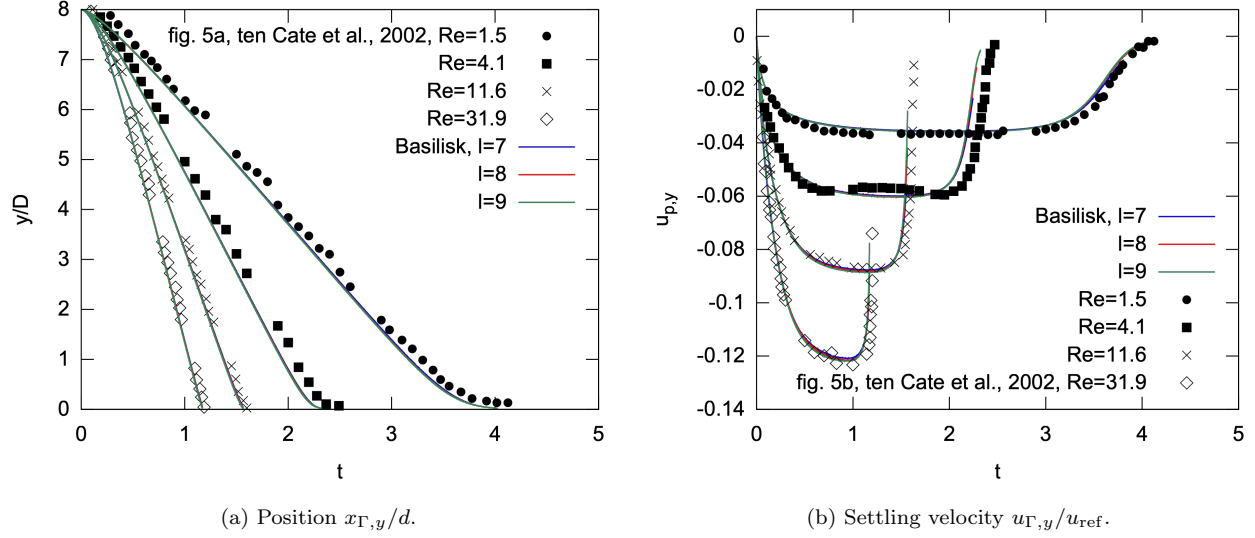 8
7
6
5
4
3
2
1
0
y/D
0
1
2
3
4
5
t
fig. 5a, ten Cate et al., 2002, Re=1.5
Re=4.1
Re=11.6
Re=31.9
Basilisk, l=7
l=8
l=9
(a) Position x_{Γ,y}/d.
0
-0.02
-0.04
-0.06
-0.08
-0.1
-0.12
-0.14
u_{p,y}
0
1
2
3
4
5
t
Basilisk, l=7
l=8
l=9
Re=1.5
Re=4.1
Re=11.6
fig. 5b, ten Cate et al., 2002, Re=31.9
(b) Settling velocity u_{Γ,y}/u_{ref}.